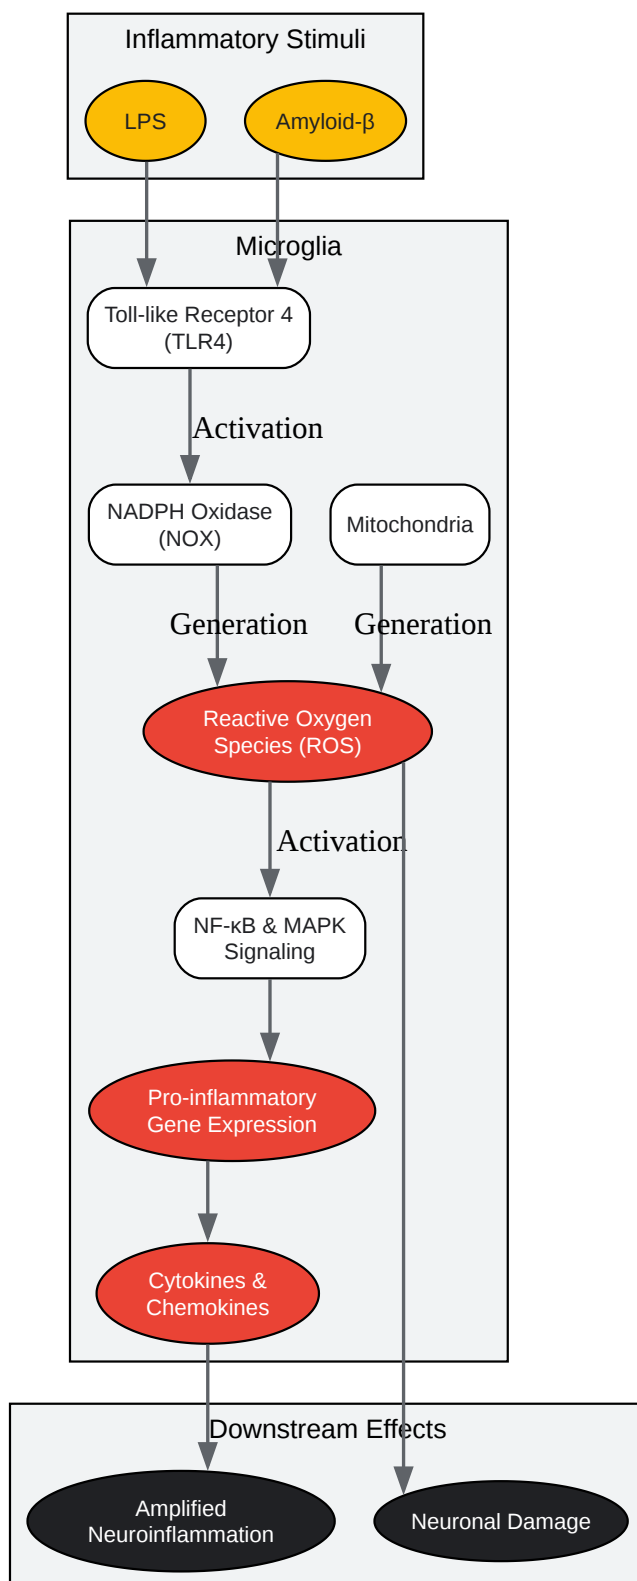 Inflammatory Stimuli
LPS
Amyloid-β
Microglia
Toll-like Receptor 4
(TLR4)
Activation
NADPH Oxidase
(NOX)
Mitochondria
Generation
Generation
Reactive Oxygen
Species (ROS)
Activation
NF-κB & MAPK
Signaling
Pro-inflammatory
Gene Expression
Cytokines &
Chemokines
Downstream Effects
Amplified
Neuroinflammation
Neuronal Damage